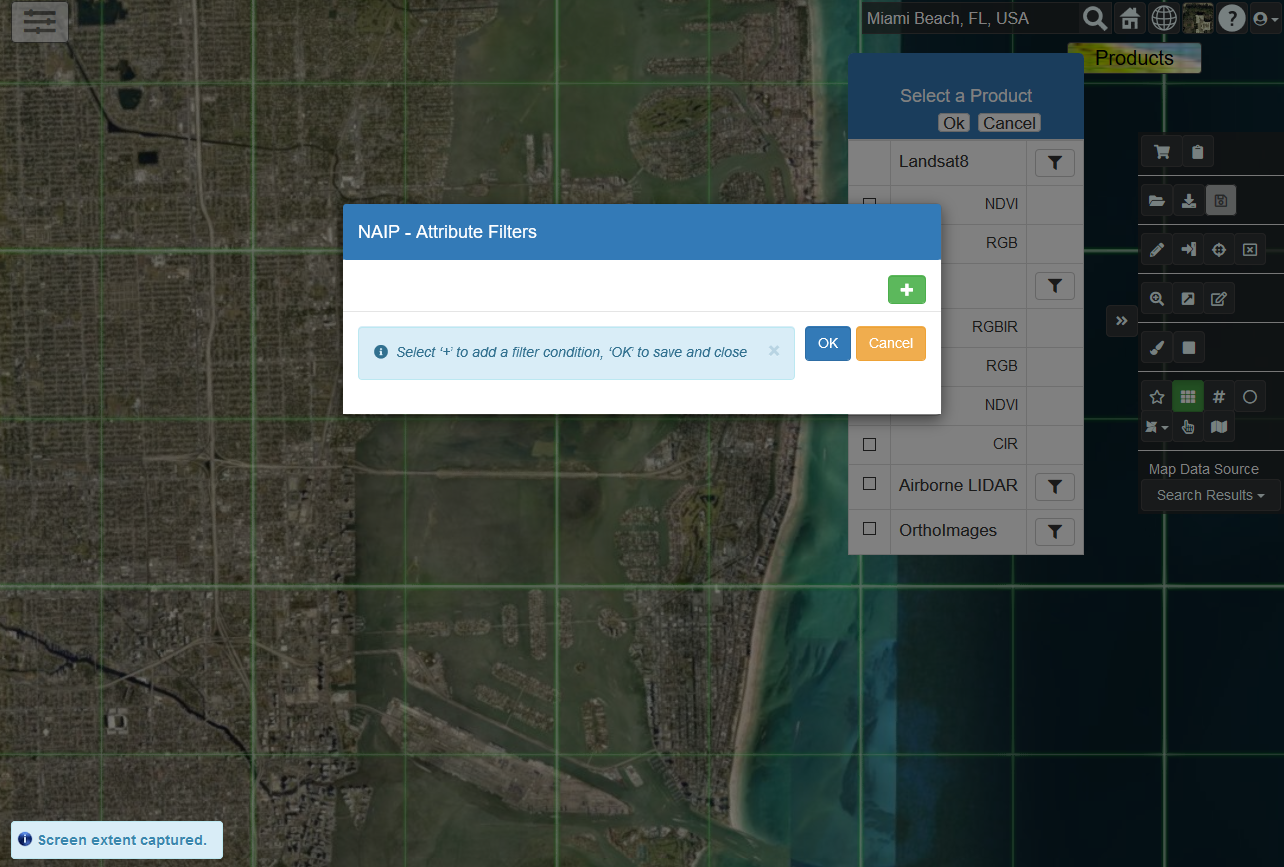 Miami Beach, FL, USA
Products
Select a Product
Ok Cancel
Landsat8
NDVI
RGB
NAIP - Attribute Filters
Select '+' to add a filter condition, 'OK' to save and close
OK
Cancel
RGBIR
RGB
NDVI
CIR
Airborne LIDAR
OrthoImages
Map Data Source
Search Results
Screen extent captured.